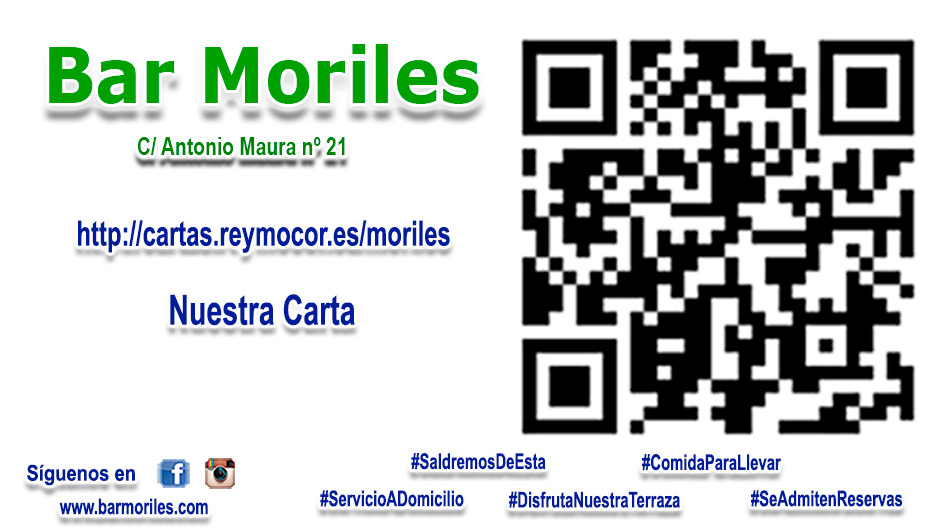 Bar Moriles
C/ Antonio Maura nº 21
http://cartas.reymocor.es/moriles
Nuestra Carta
Síguenos en
www.barmoriles.com
#SaldremosDeEsta
#ComidaParaLlevar
#ServicioADomicilio
#DisfrutaNuestraTerraza
#SeAdmitenReservas